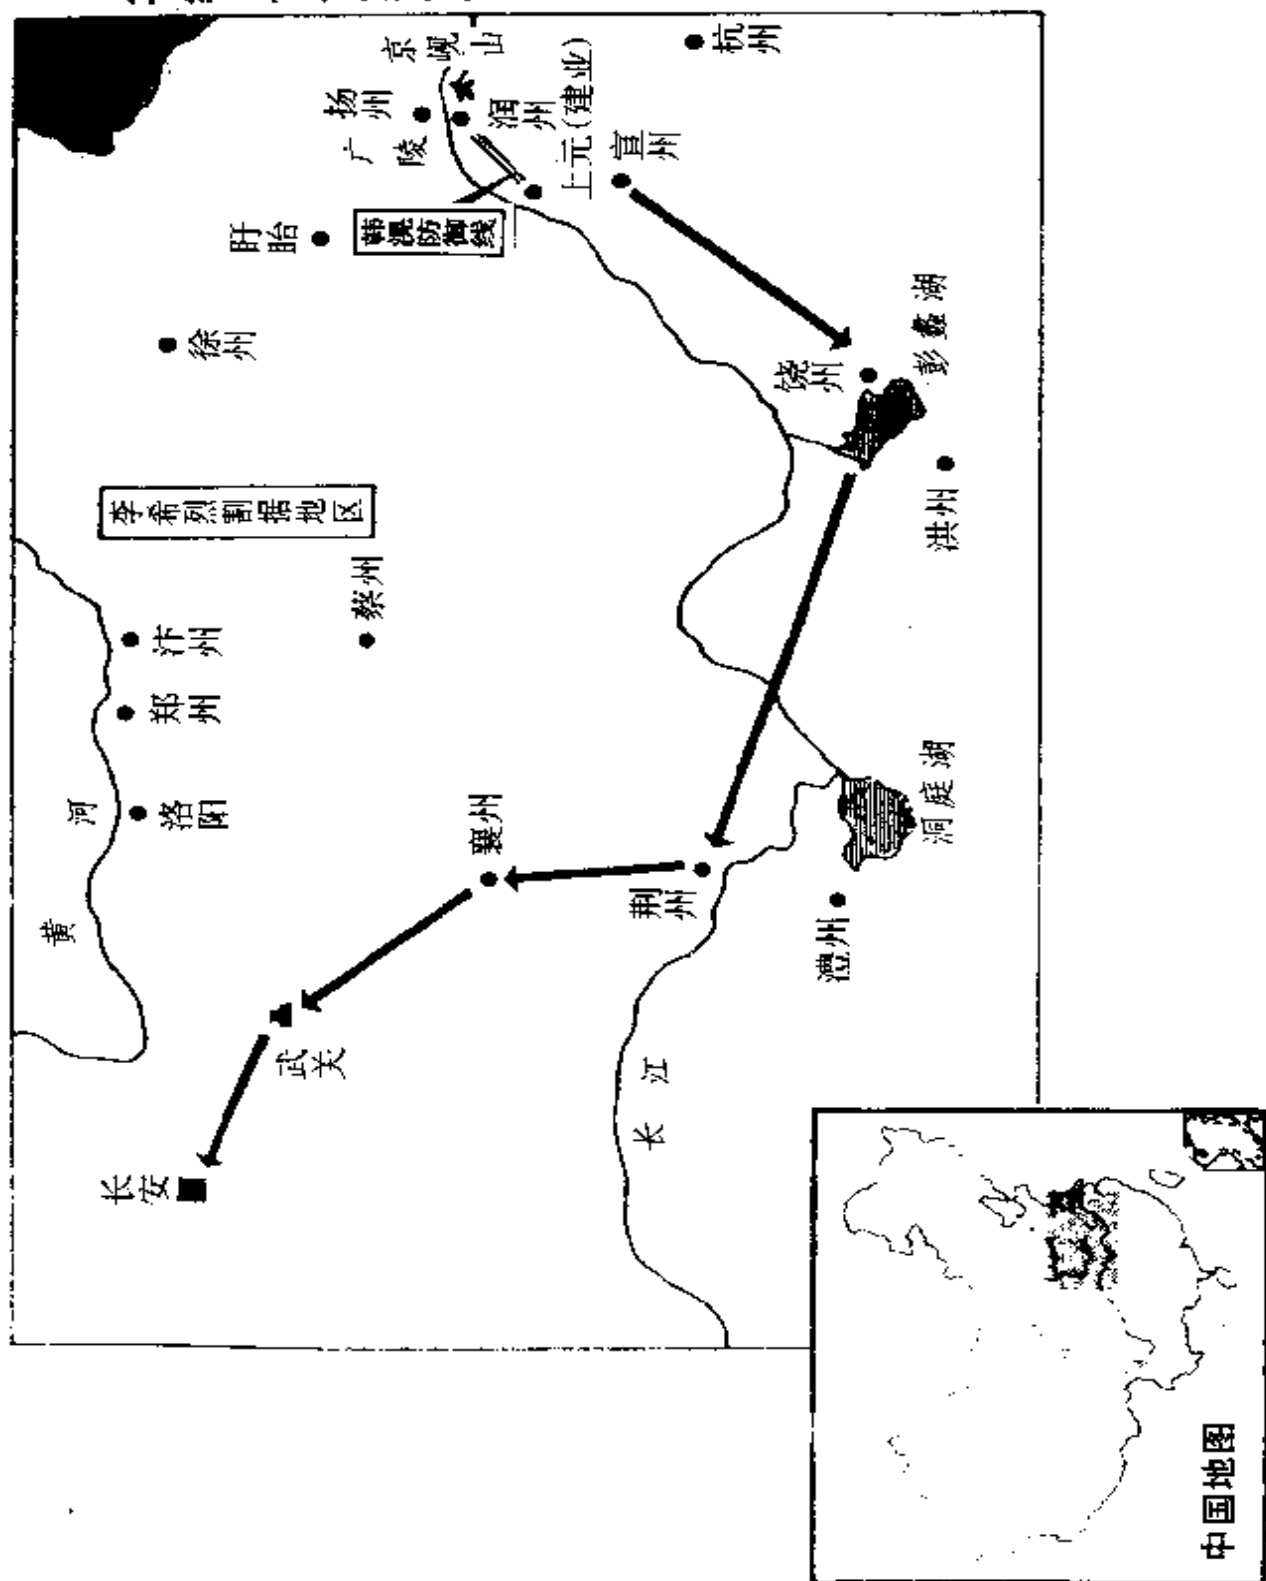 京岘山
杭州
扬州
润州
广陵
上元(建业)
宣州
盱眙
韩滉防御线
徐州
饶州
彭蠡湖
李希烈割据地区
洪州
蔡州
汴州
郑州
洛阳
黄河
襄州
荆州
洞庭湖
澧州
武关
长江
长安
中国地图